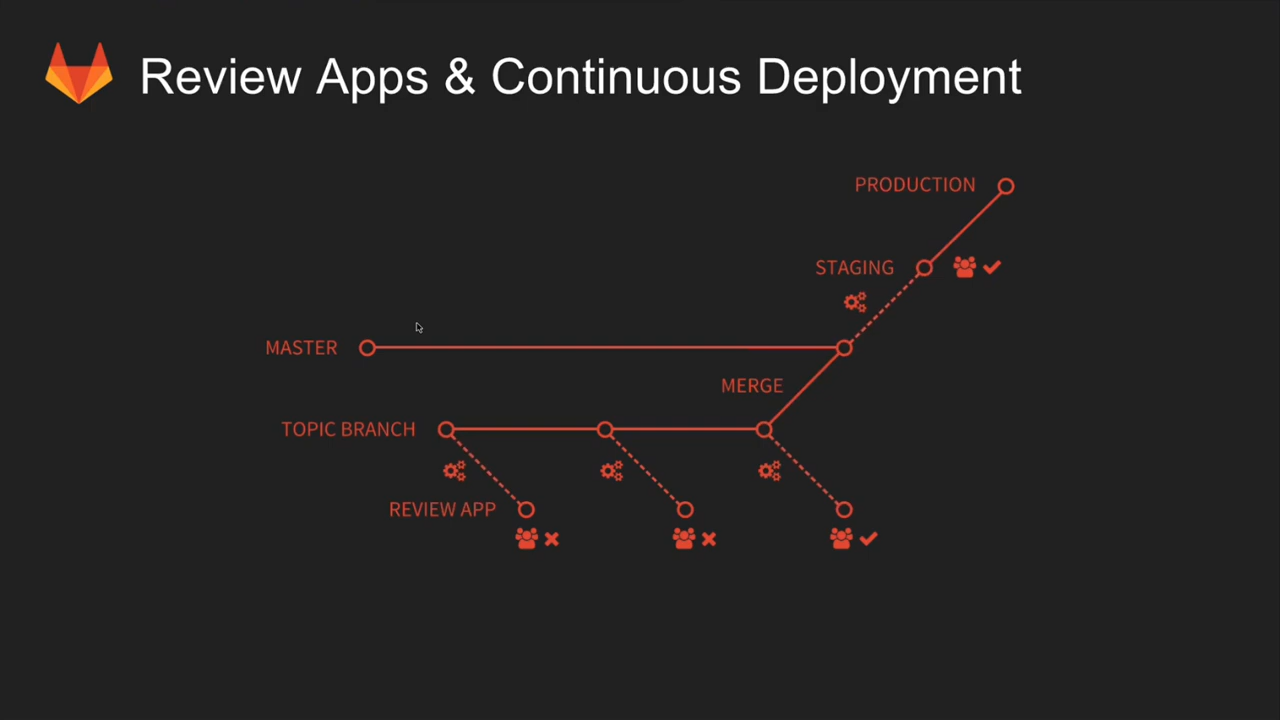 Review Apps & Continuous Deployment
PRODUCTION
STAGING
MASTER
MERGE
TOPIC BRANCH
REVIEW APP